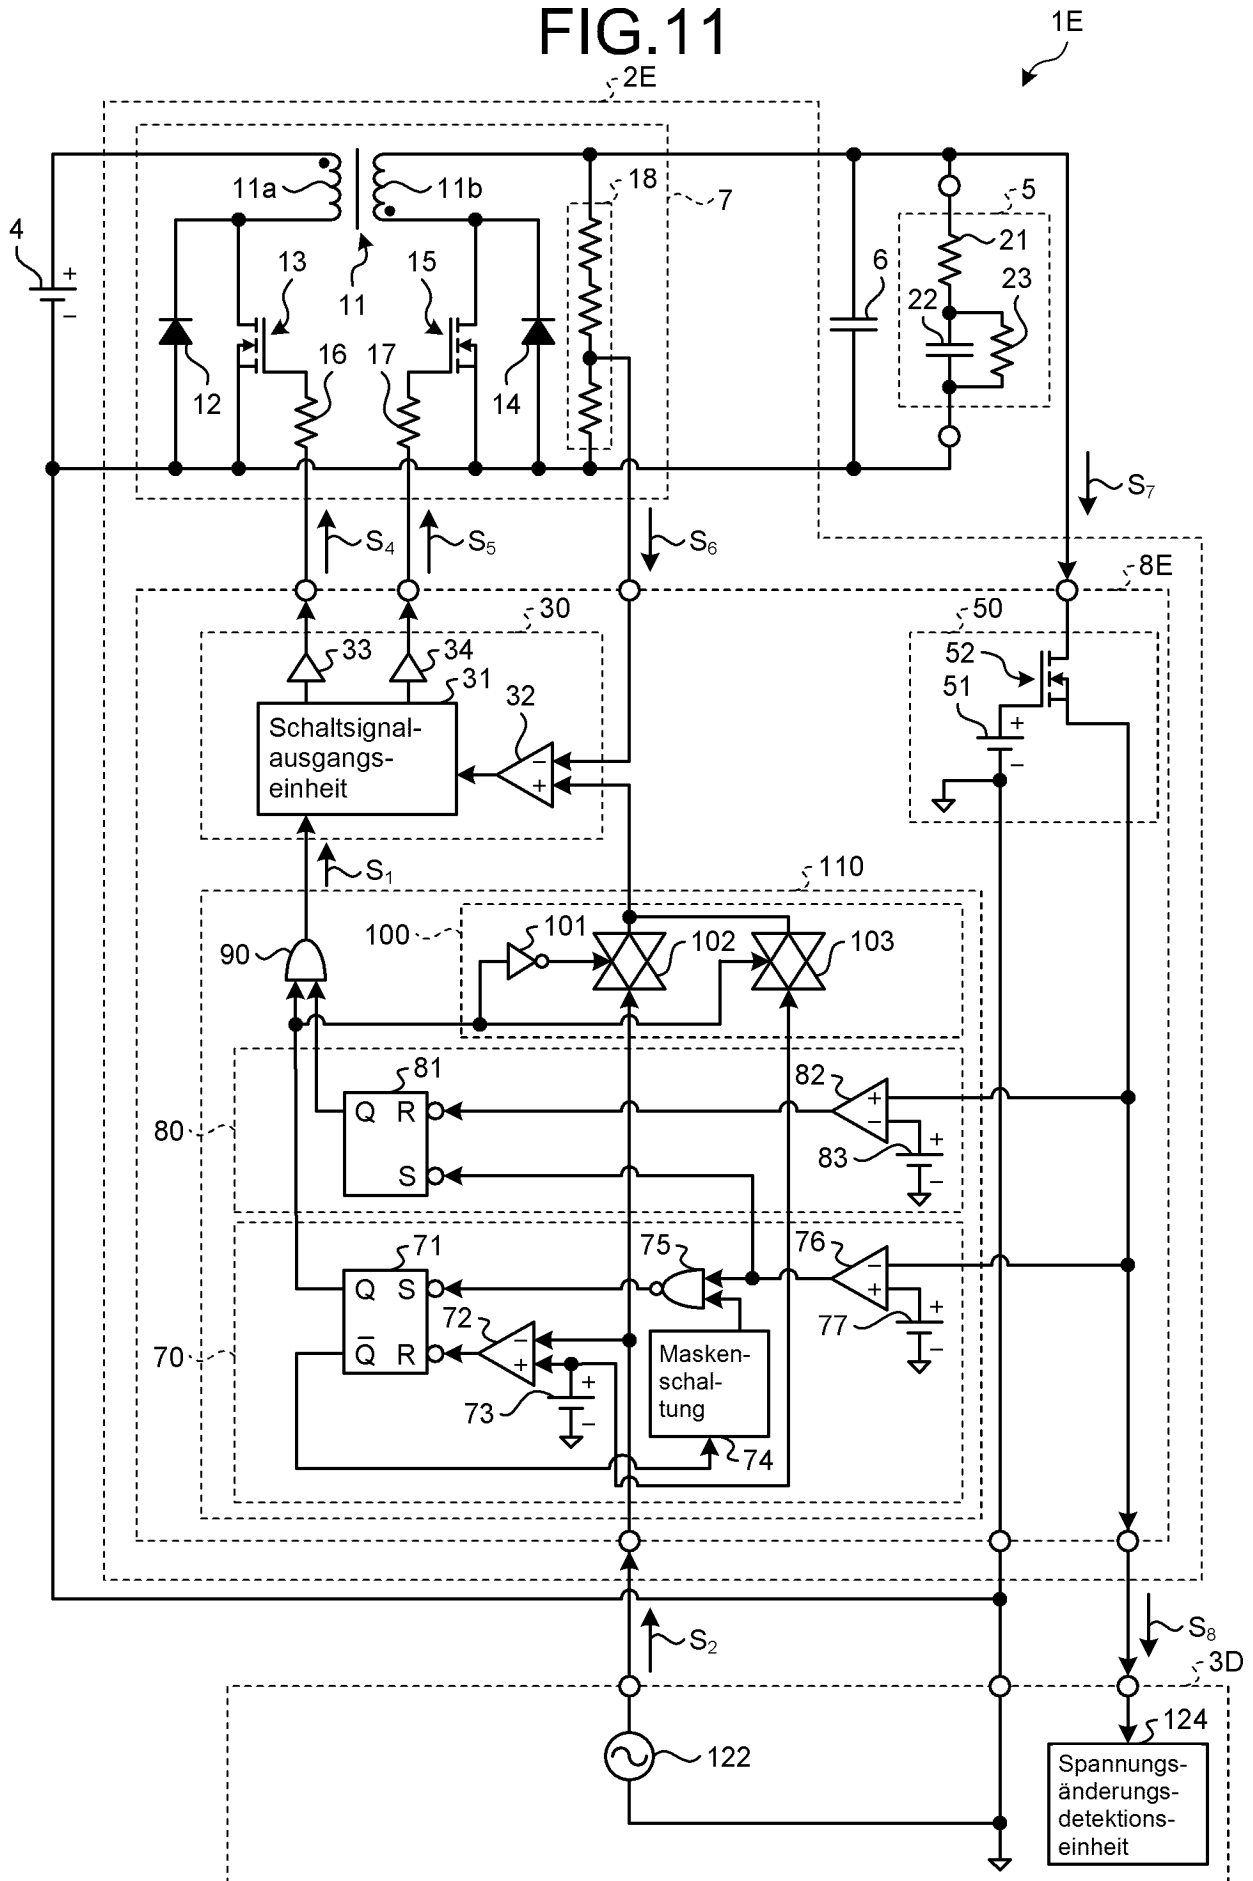 FIG.11
1E
2E
11a
11b
18
7
5
4
+
−
13
15
11
6
21
22
23
16
17
12
14
S4
S5
S6
S7
8E
30
50
33
34
31
32
52
51
+
−
Schaltsignal-
ausgangs-
einheit
−
+
S1
110
100
101
102
103
90
81
82
Q R
+
−
80
83
+
−
S
71
75
76
Q S
−
+
72
77
+
−
70
Q̅ R
−
+
Masken-
schal-
tung
73
+
−
74
S2
S8
3D
122
124
Spannungs-
änderungs-
detektions-
einheit